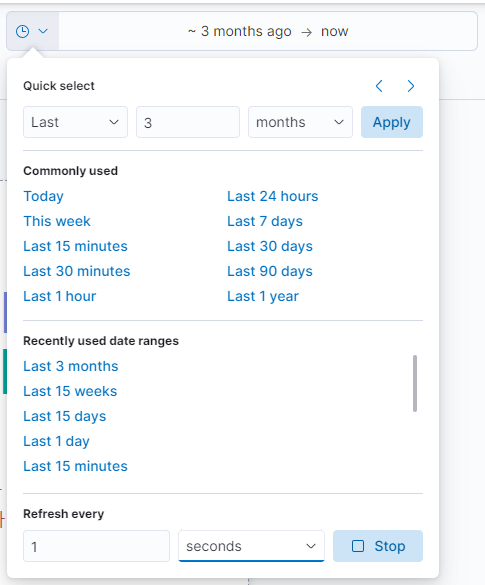 ~ 3 months ago → now
Quick select
Last 3 months Apply
Commonly used
Today Last 24 hours
This week Last 7 days
Last 15 minutes Last 30 days
Last 30 minutes Last 90 days
Last 1 hour Last 1 year
Recently used date ranges
Last 3 months
Last 15 weeks
Last 15 days
Last 1 day
Last 15 minutes
Refresh every
1 seconds Stop